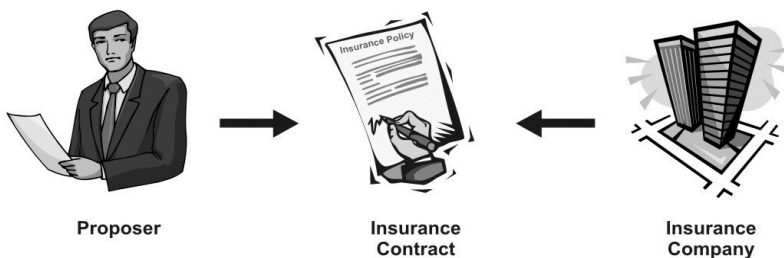 Insurance Policy
Proposer
Insurance
Contract
Insurance
Company